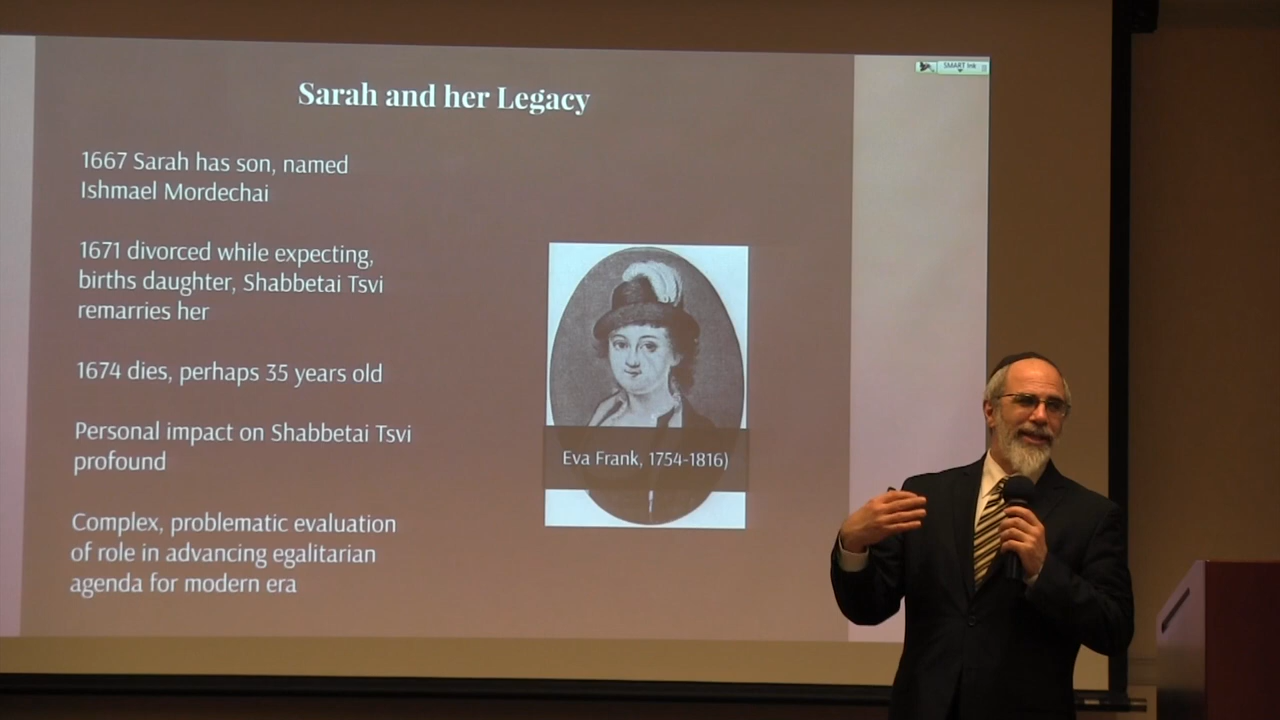 Sarah and her Legacy
1667 Sarah has son, named
Ishmael Mordechai
1671 divorced while expecting,
births daughter, Shabbetai Tsvi
remarries her
1674 dies, perhaps 35 years old
Personal impact on Shabbetai Tsvi
profound
Complex, problematic evaluation
of role in advancing egalitarian
agenda for modern era
Eva Frank, 1754-1816)
SMART Ink